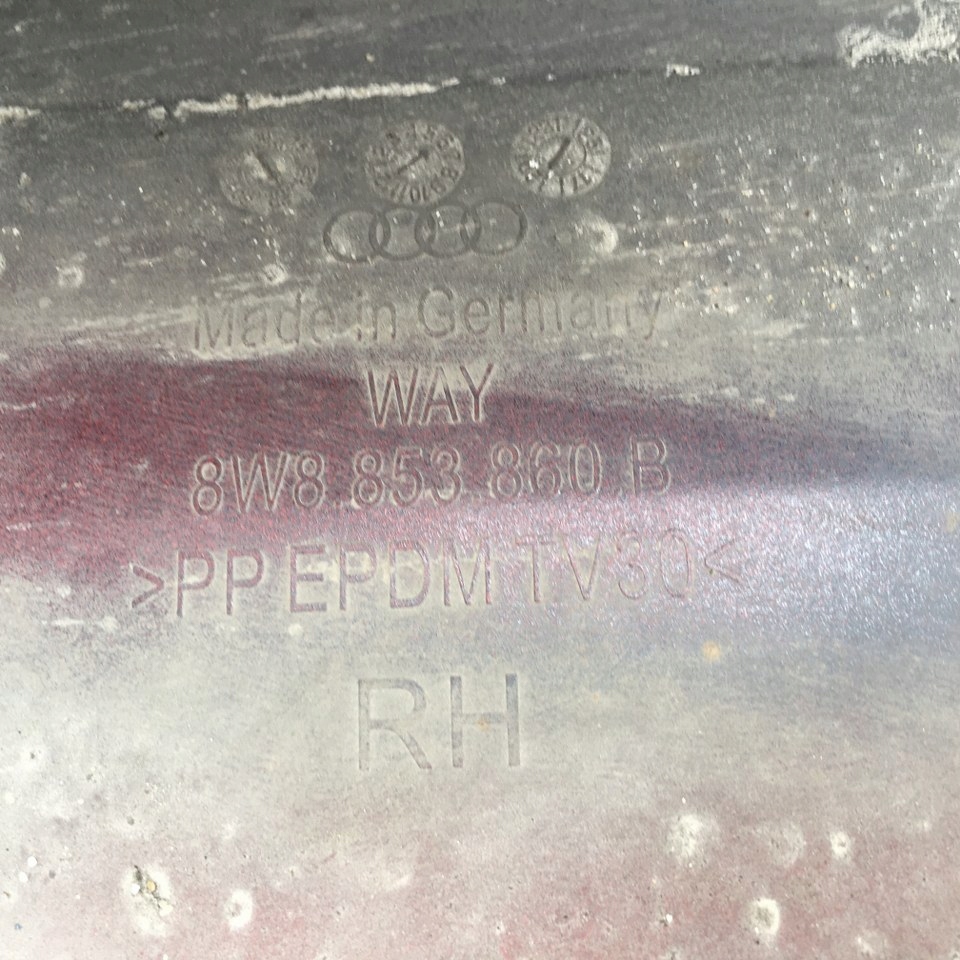 Made in Germany
WAY
8W8 853 860 B
>PP EPDM TV30<
RH